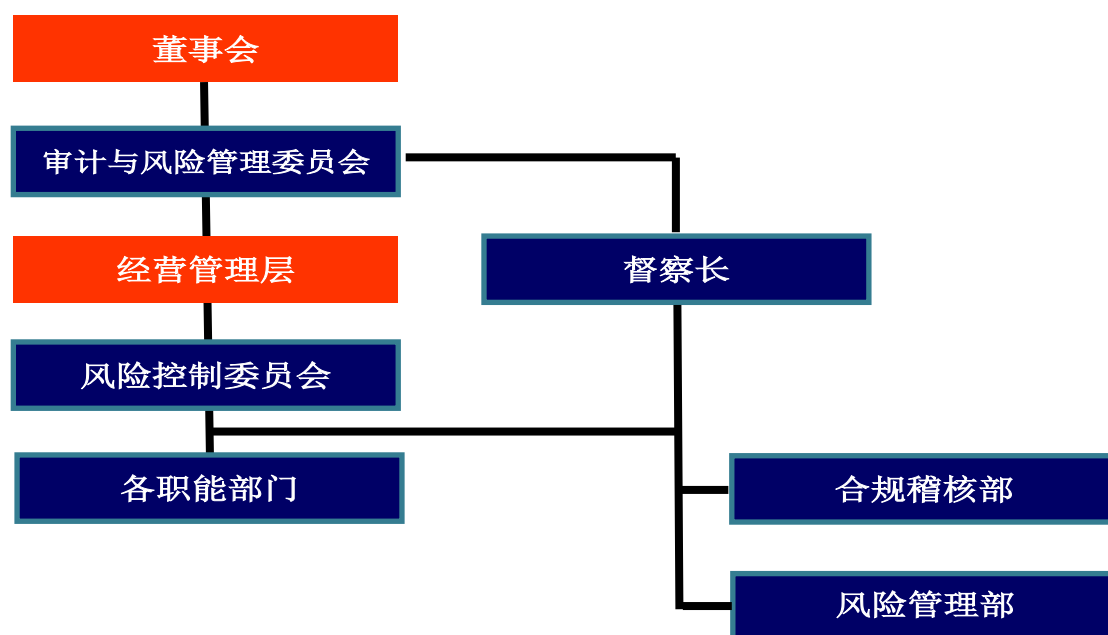 董事会
审计与风险管理委员会
经营管理层
督察长
风险控制委员会
各职能部门
合规稽核部
风险管理部